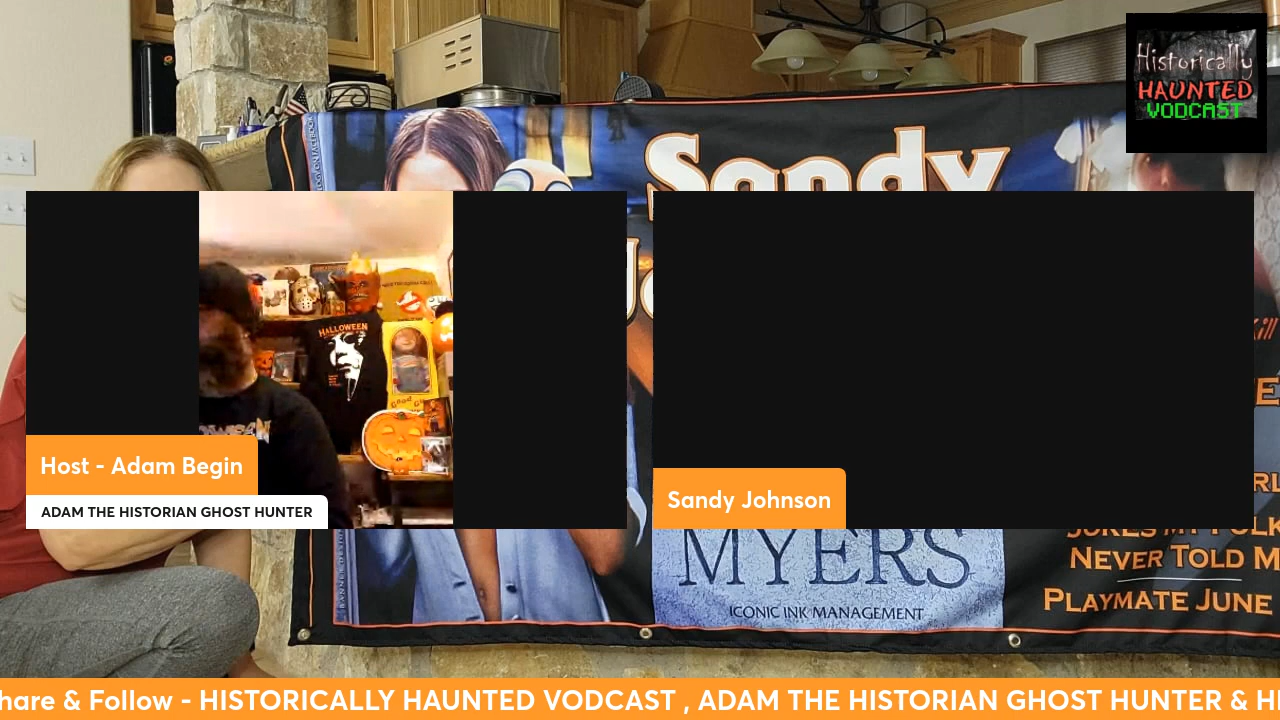 Historically
HAUNTED
VODCAST
Sandy
HALLOWEEN
Host - Adam Begin
ADAM THE HISTORIAN GHOST HUNTER
Sandy Johnson
MYERS
ICONIC INK MANAGEMENT
NEVER TOLD M
PLAYMATE JUNE
hare & Follow - HISTORICALLY HAUNTED VODCAST , ADAM THE HISTORIAN GHOST HUNTER & H